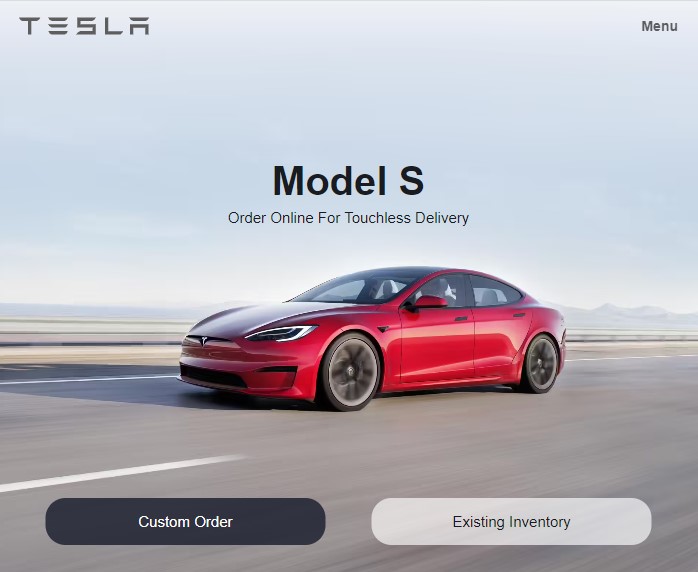 TESLA
Menu
Model S
Order Online For Touchless Delivery
Custom Order
Existing Inventory